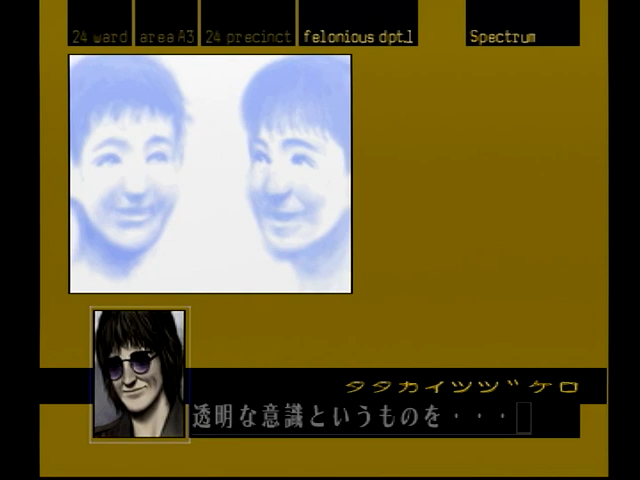 24 ward area A3 24 precinct felonious dpt.1 Spectrum
タタカイツヅケロ
透明な意識というものを・・・